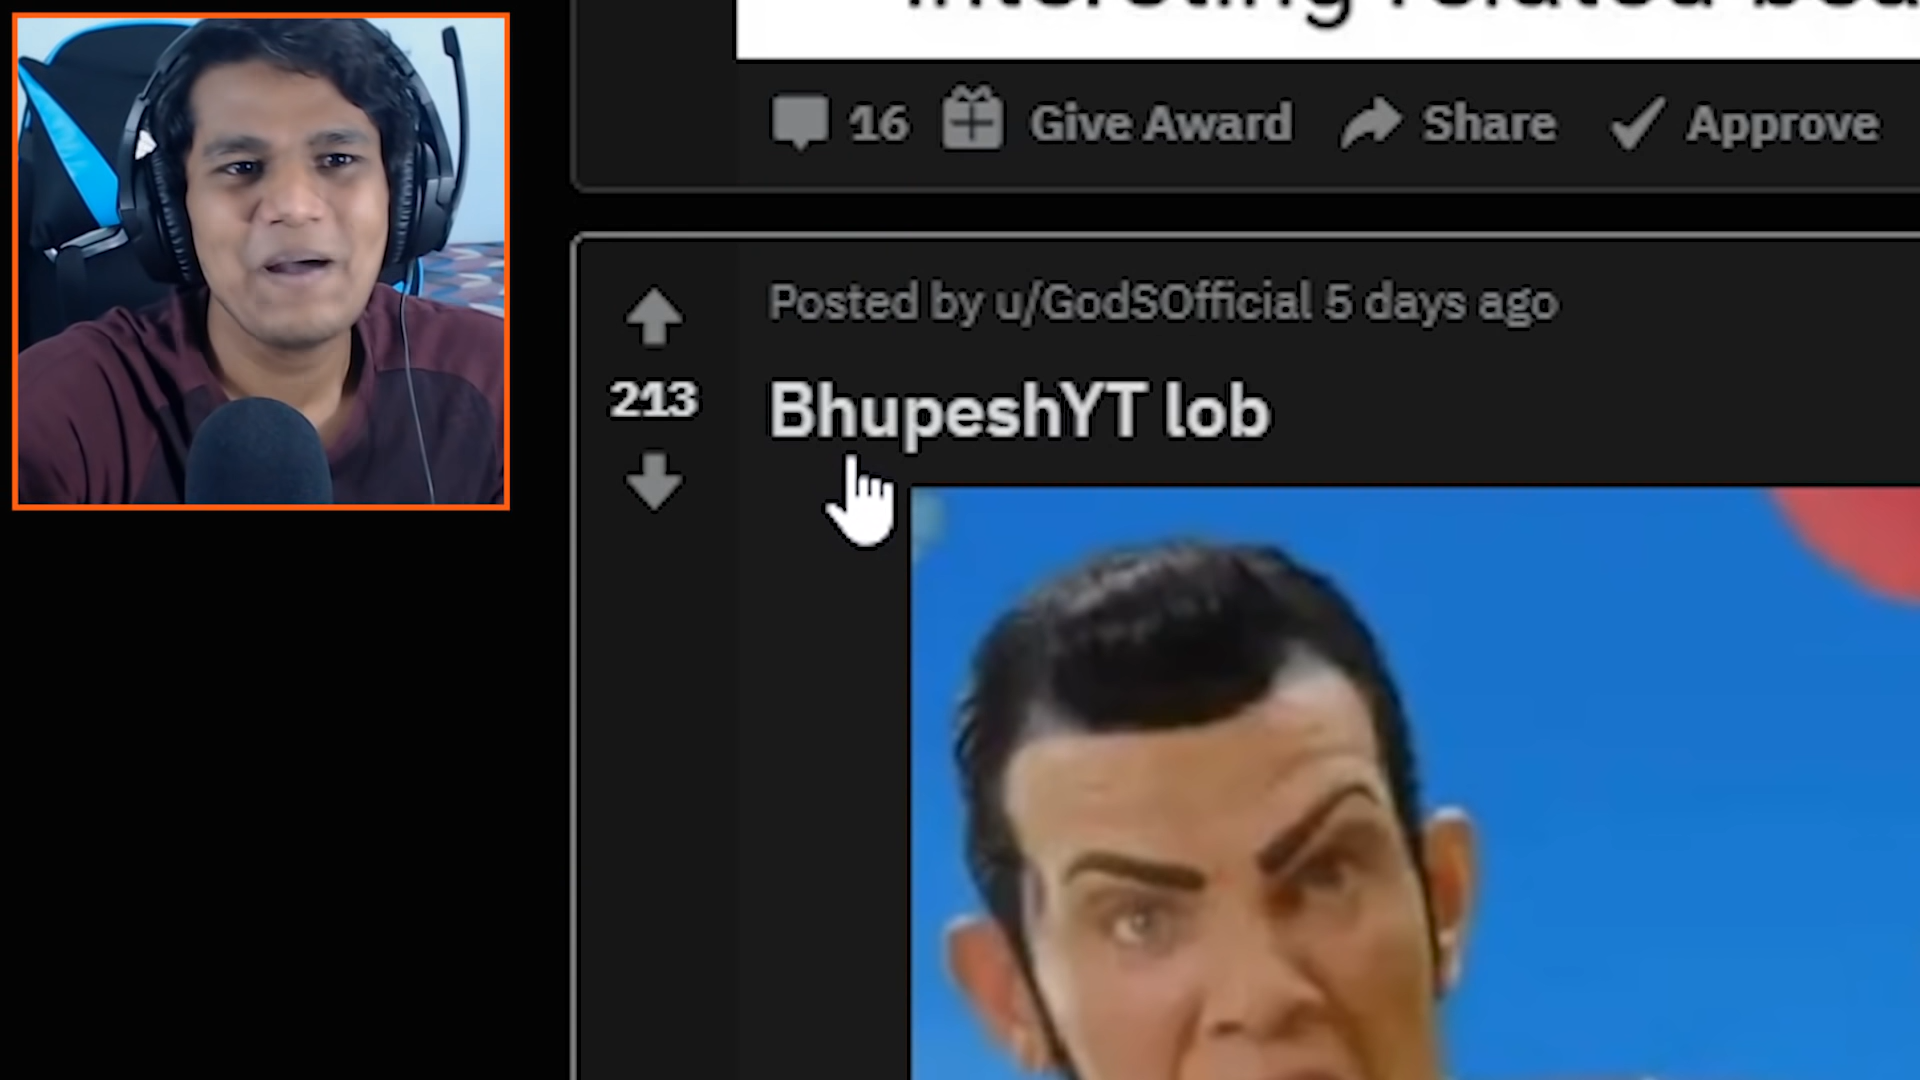 16 Give Award Share Approve
Posted by u/GodSOfficial 5 days ago
213
BhupeshYT lob